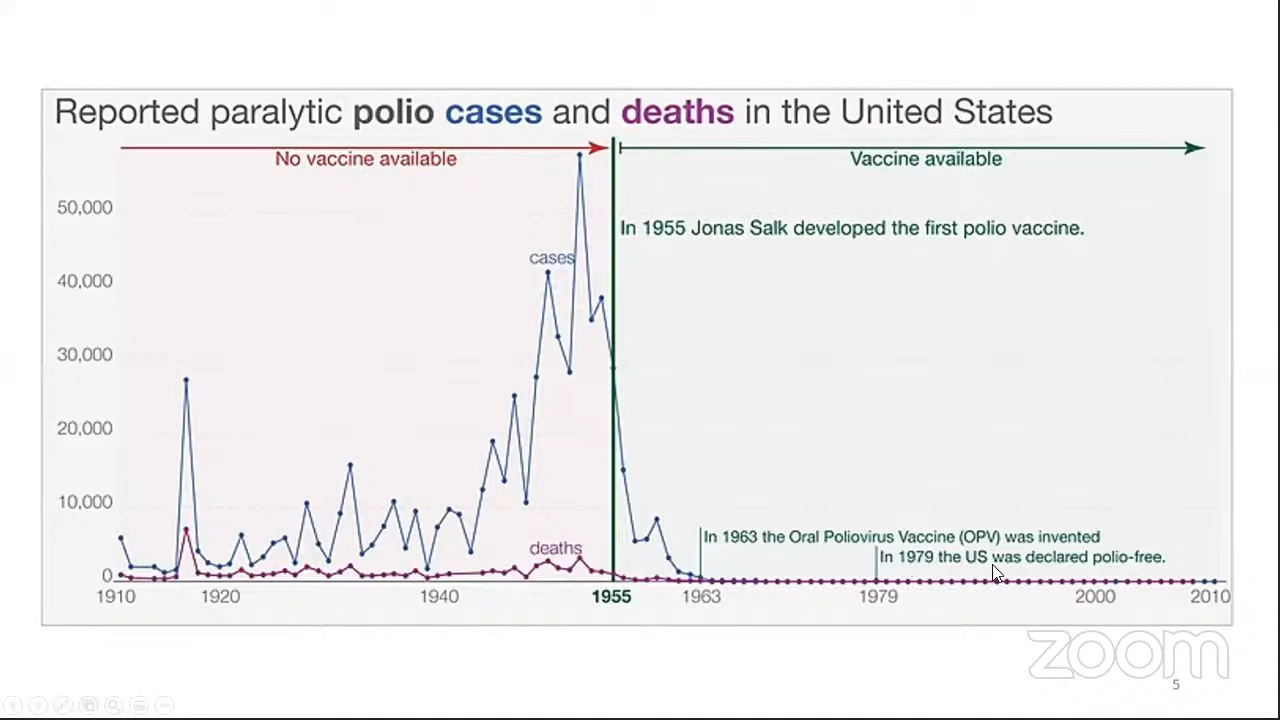 Reported paralytic polio cases and deaths in the United States
No vaccine available
Vaccine available
50,000
In 1955 Jonas Salk developed the first polio vaccine.
cases
40,000
30,000
20,000
10,000
In 1963 the Oral Poliovirus Vaccine (OPV) was invented
deaths
In 1979 the US was declared polio-free.
0
1910 1920 1940 1955 1963 1979 2000 2010
zoom
5